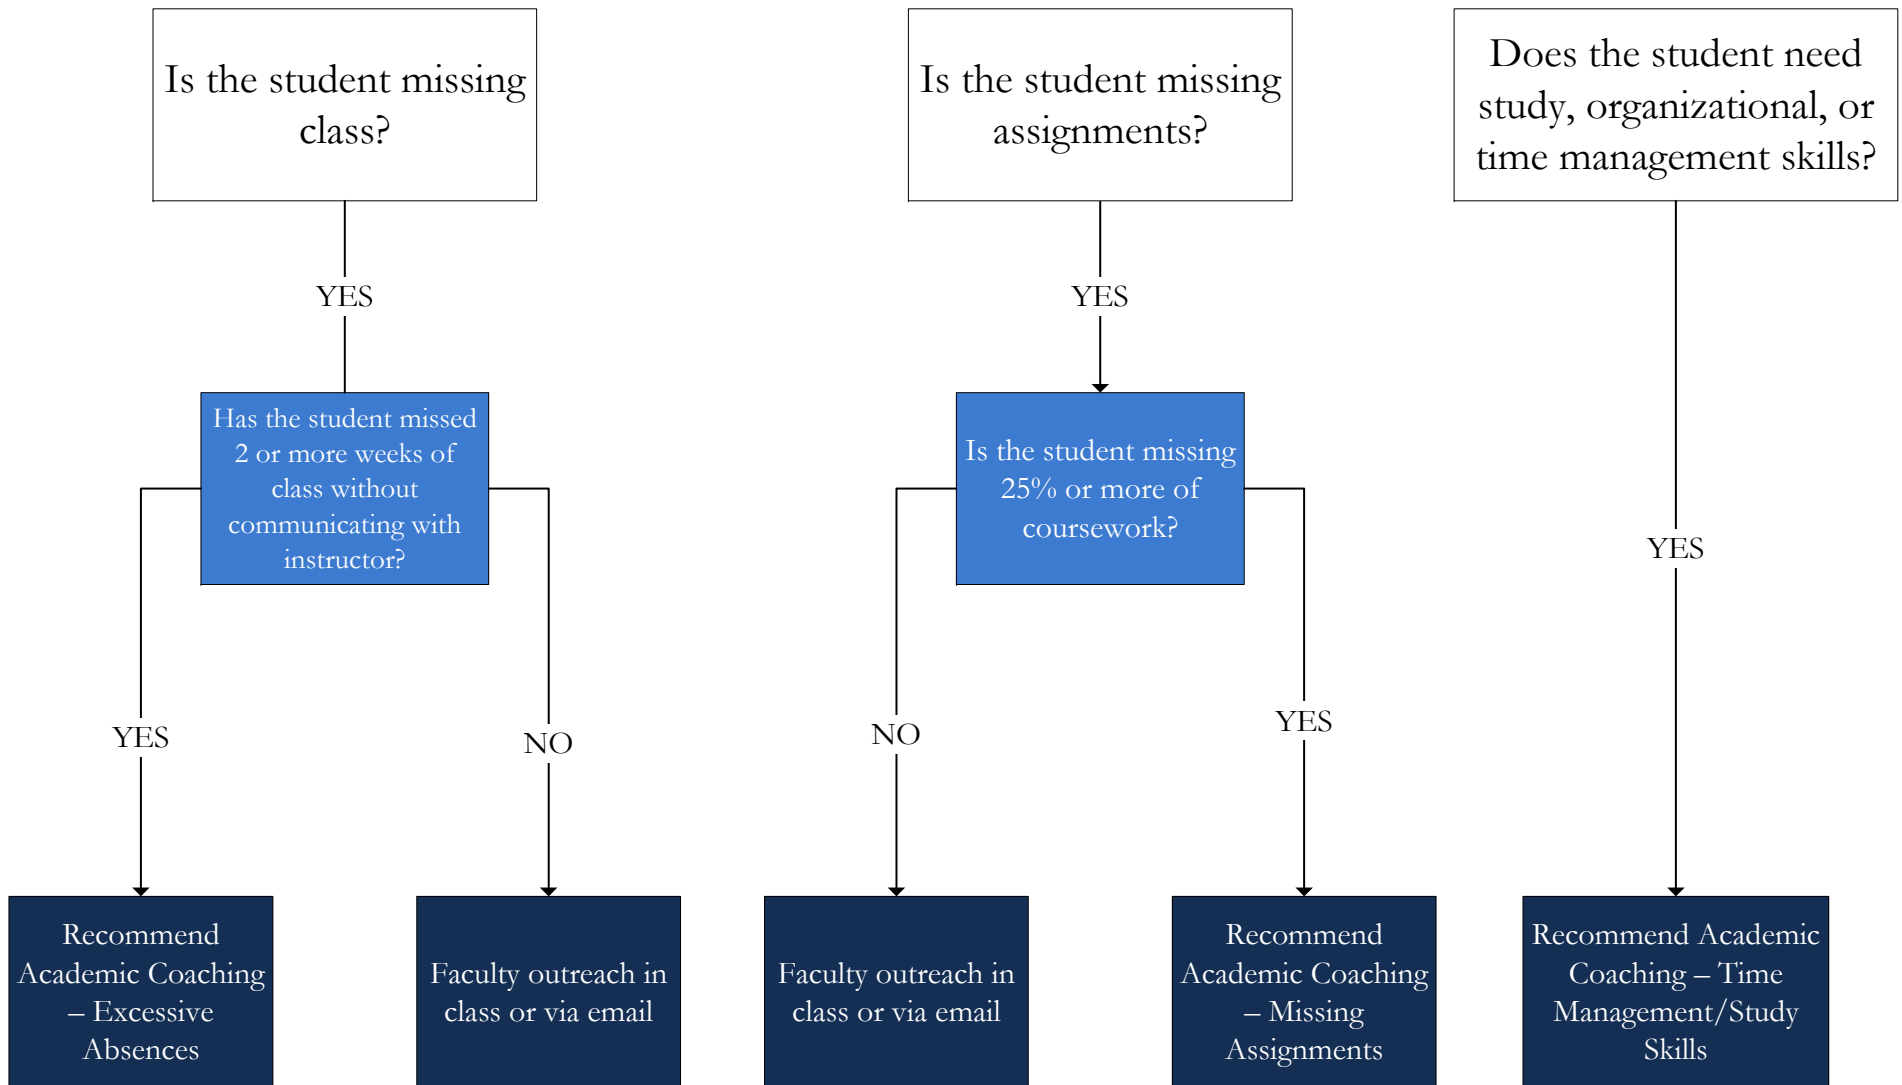 Is the student missing
class?
Is the student missing
assignments?
Does the student need
study, organizational, or
time management skills?
YES
YES
Has the student missed
2 or more weeks of
class without
communicating with
instructor?
Is the student missing
25% or more of
coursework?
YES
YES
NO
NO
YES
Recommend
Academic Coaching
– Excessive
Absences
Faculty outreach in
class or via email
Faculty outreach in
class or via email
Recommend
Academic Coaching
– Missing
Assignments
Recommend Academic
Coaching – Time
Management/Study
Skills